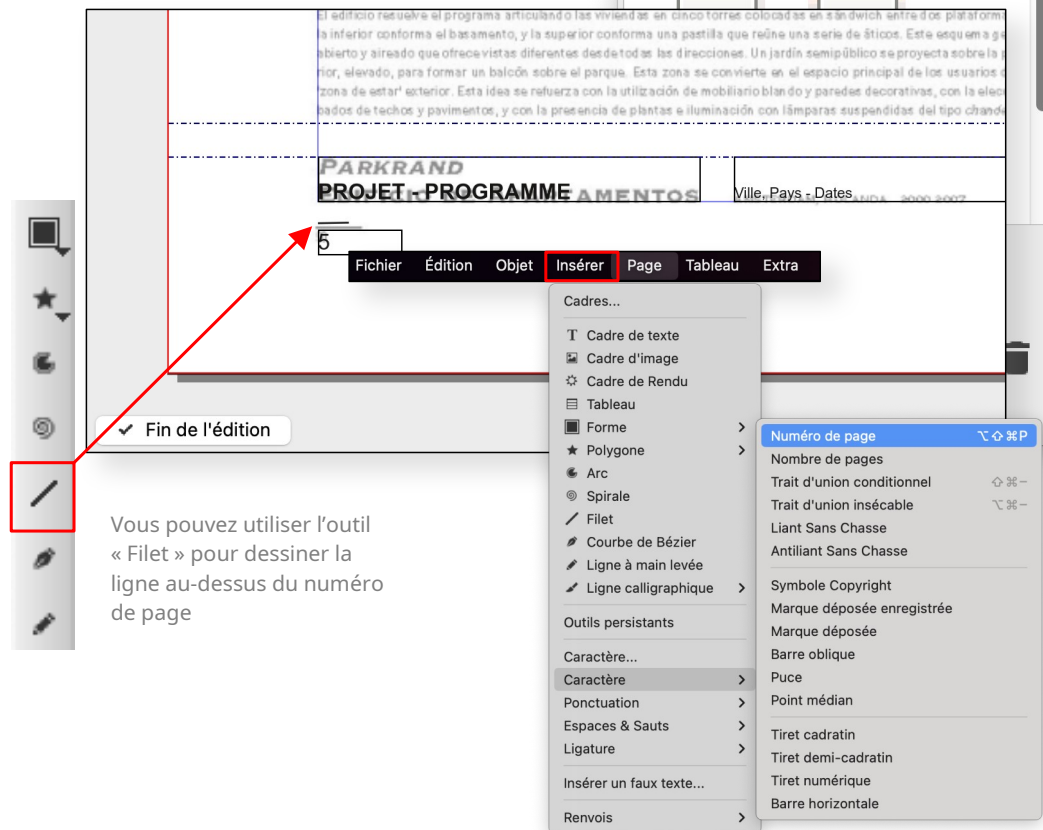 El edificio resuelve el programa articulando las viviendas en cinco torres colocadas en sándwich entre dos plataforma
la inferior conforma el basamento, y la superior conforma una pastilla que reúne una serie de áticos. Este esquema ge
abierto y aireado que ofrece vistas diferentes desde todas las direcciones. Un jardín semipúblico se proyecta sobre la p
rior, elevado, para formar un balcón sobre el parque. Esta zona se convierte en el espacio principal de los usuarios d
'zona de estar' exterior. Esta idea se refuerza con la utilización de mobiliario blando y paredes decorativas, con la elec
bados de techos y pavimentos, y con la presencia de plantas e iluminación con lámparas suspendidas del tipo chande
PARKRAND
PROJET - PROGRAMME
Ville, Pays - Dates
2000-2007
5
Fichier Édition Objet Insérer Page Tableau Extra
Cadres...
T Cadre de texte
Cadre d'image
Cadre de Rendu
Tableau
Forme
Polygone
Arc
Spirale
Filet
Courbe de Bézier
Ligne à main levée
Ligne calligraphique
Outils persistants
Caractère...
Caractère
Ponctuation
Espaces & Sauts
Ligature
Insérer un faux texte...
Renvois
Numéro de page ⌥⇧⌘P
Nombre de pages
Trait d'union conditionnel ⇧⌘−
Trait d'union insécable ⌥⌘−
Liant Sans Chasse
Antiliant Sans Chasse
Symbole Copyright
Marque déposée enregistrée
Marque déposée
Barre oblique
Puce
Point médian
Tiret cadratin
Tiret demi-cadratin
Tiret numérique
Barre horizontale
Fin de l'édition
Vous pouvez utiliser l’outil
« Filet » pour dessiner la
ligne au-dessus du numéro
de page